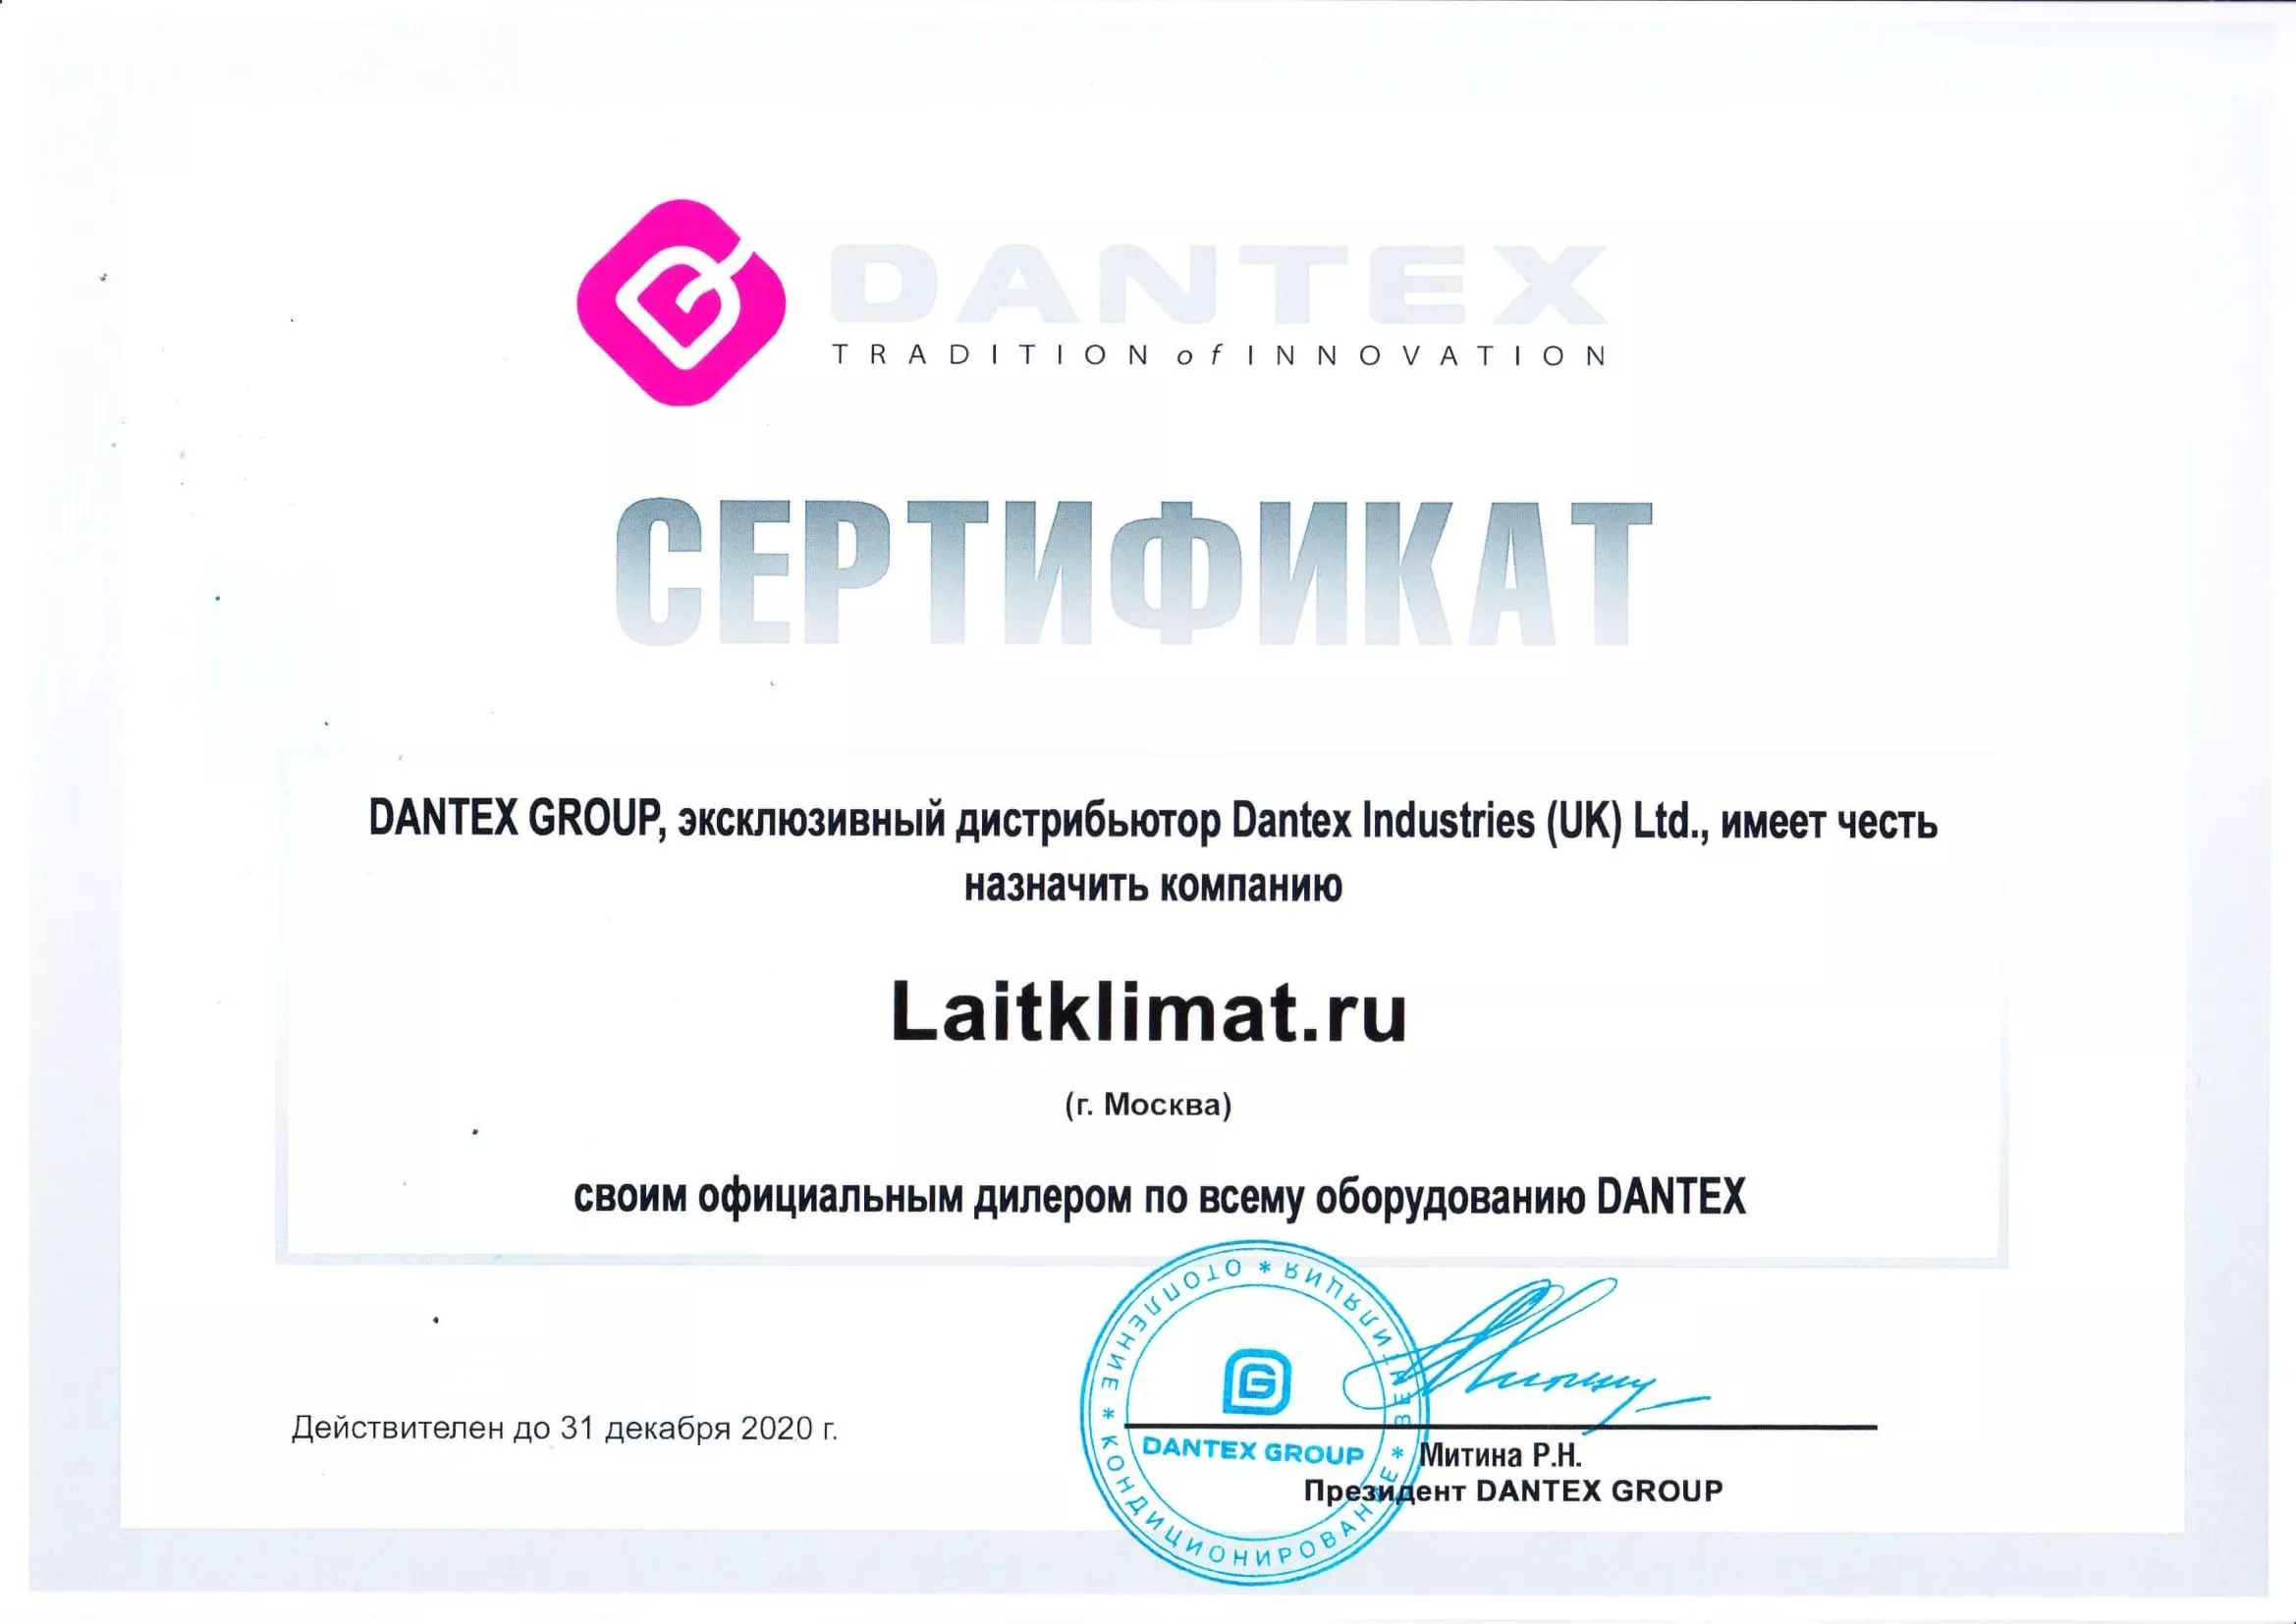 DANTEX
TRADITION of INNOVATION
СЕРТИФИКАТ
DANTEX GROUP, эксклюзивный дистрибьютор Dantex Industries (UK) Ltd., имеет честь
назначить компанию
Laitklimat.ru
(г. Москва)
своим официальным дилером по всему оборудованию DANTEX
* ВЕНТИЛЯЦИЯ * ОТОПЛЕНИЕ * КОНДИЦИОНИРОВАНИЕ
DANTEX GROUP
Действителен до 31 декабря 2020 г.
Митина Р.Н.
Президент DANTEX GROUP